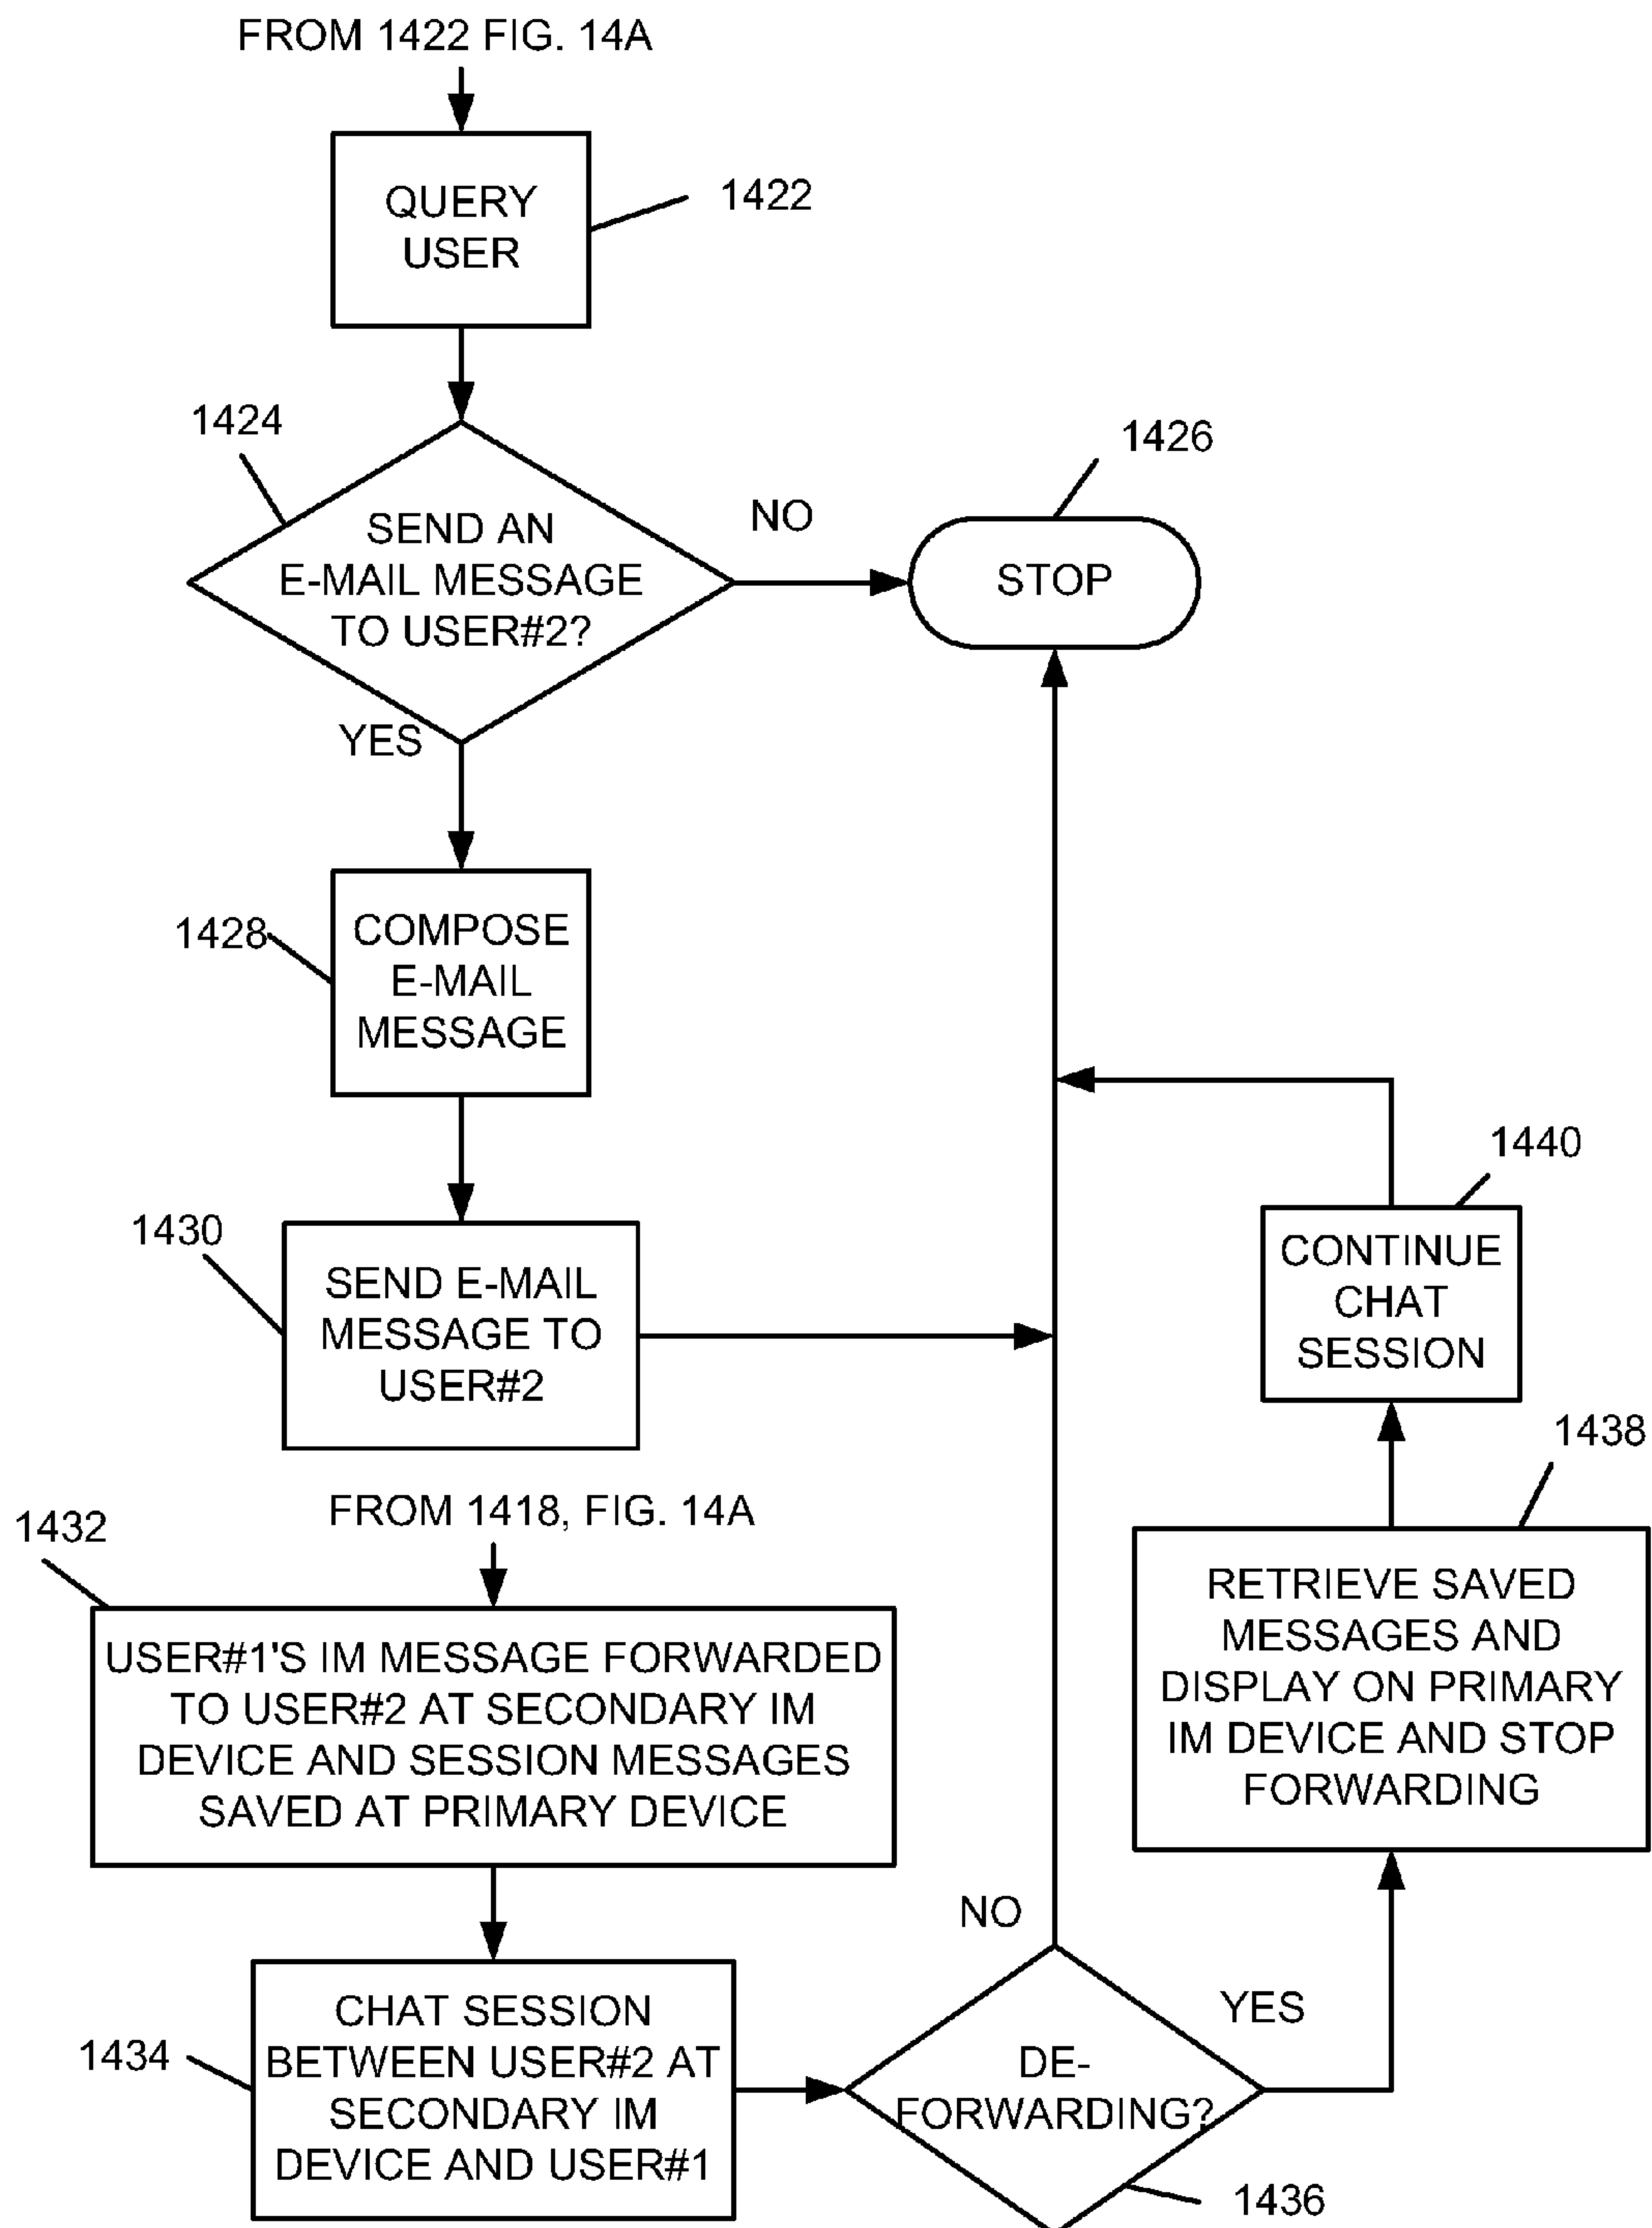 FROM 1422 FIG. 14A
QUERY
USER
1422
1424
SEND AN
E-MAIL MESSAGE
TO USER#2?
NO
1426
STOP
YES
1428
COMPOSE
E-MAIL
MESSAGE
1430
SEND E-MAIL
MESSAGE TO
USER#2
1440
CONTINUE
CHAT
SESSION
1438
RETRIEVE SAVED
MESSAGES AND
DISPLAY ON PRIMARY
IM DEVICE AND STOP
FORWARDING
FROM 1418, FIG. 14A
1432
USER#1'S IM MESSAGE FORWARDED
TO USER#2 AT SECONDARY IM
DEVICE AND SESSION MESSAGES
SAVED AT PRIMARY DEVICE
1434
CHAT SESSION
BETWEEN USER#2 AT
SECONDARY IM
DEVICE AND USER#1
NO
YES
DE-
FORWARDING?
1436